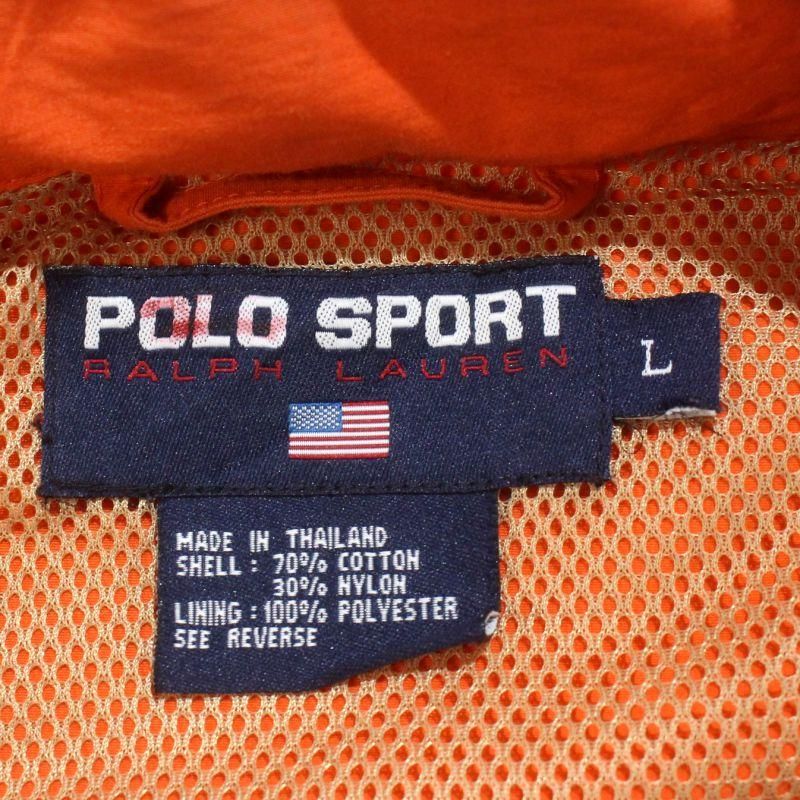 POLO SPORT
RALPH LAUREN
L
MADE IN THAILAND
SHELL : 70% COTTON
30% NYLON
LINING : 100% POLYESTER
SEE REVERSE